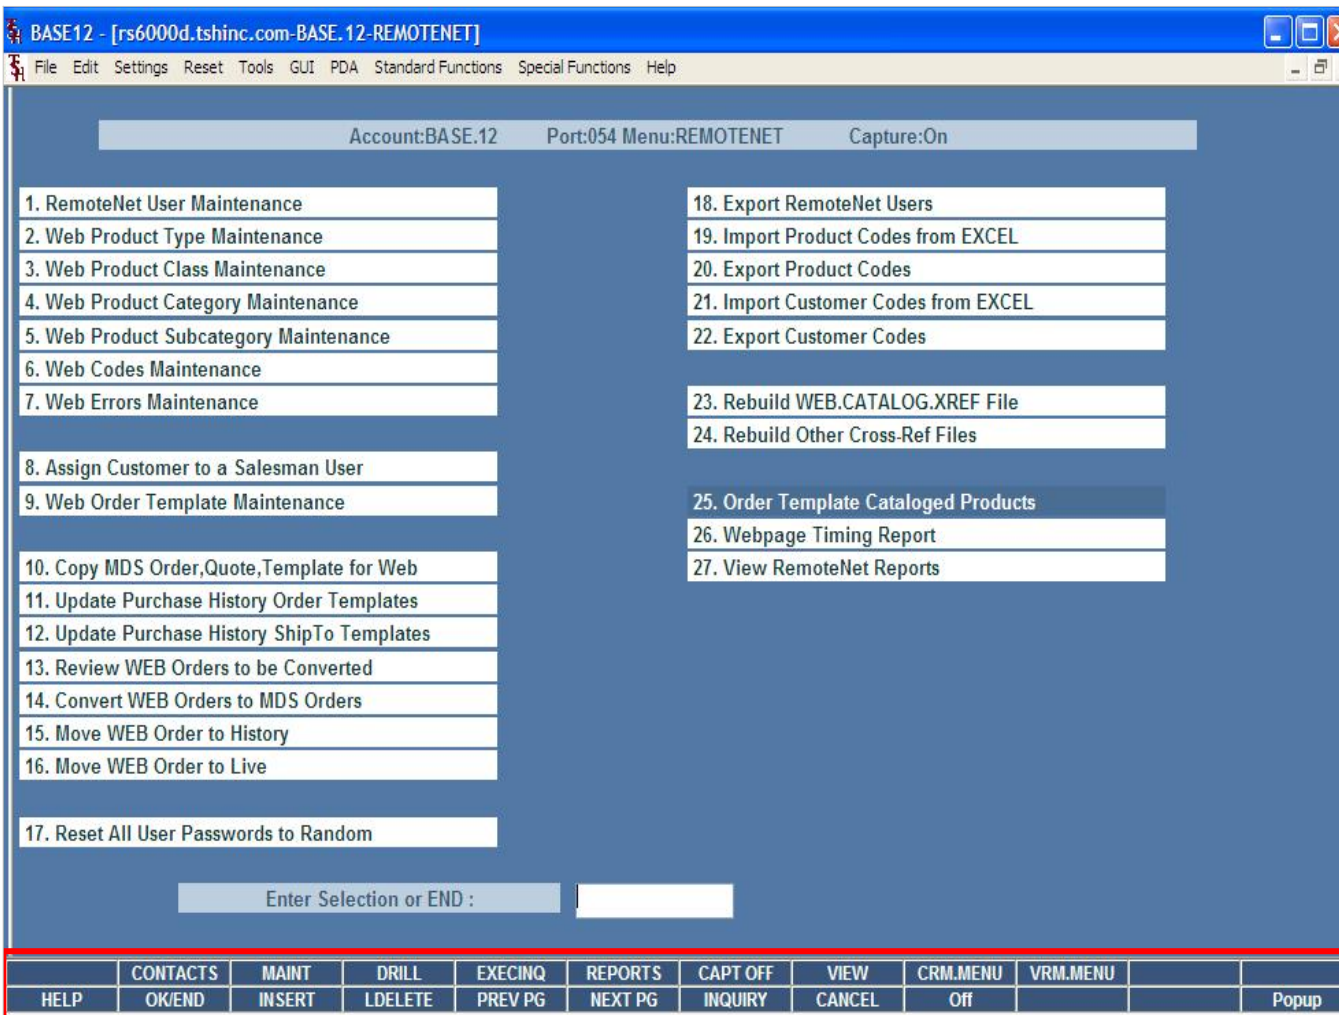 BASE12 - [rs6000d.tshinc.com-BASE.12-REMOTENET]
File Edit Settings Reset Tools GUI PDA Standard Functions Special Functions Help
Account:BASE.12 Port:054 Menu:REMOTENET Capture:On
1. RemoteNet User Maintenance
2. Web Product Type Maintenance
3. Web Product Class Maintenance
4. Web Product Category Maintenance
5. Web Product Subcategory Maintenance
6. Web Codes Maintenance
7. Web Errors Maintenance
8. Assign Customer to a Salesman User
9. Web Order Template Maintenance
10. Copy MDS Order,Quote,Template for Web
11. Update Purchase History Order Templates
12. Update Purchase History ShipTo Templates
13. Review WEB Orders to be Converted
14. Convert WEB Orders to MDS Orders
15. Move WEB Order to History
16. Move WEB Order to Live
17. Reset All User Passwords to Random
18. Export RemoteNet Users
19. Import Product Codes from EXCEL
20. Export Product Codes
21. Import Customer Codes from EXCEL
22. Export Customer Codes
23. Rebuild WEB.CATALOG.XREF File
24. Rebuild Other Cross-Ref Files
25. Order Template Cataloged Products
26. Webpage Timing Report
27. View RemoteNet Reports
Enter Selection or END :
CONTACTS MAINT DRILL EXECINQ REPORTS CAPT OFF VIEW CRM.MENU VRM.MENU
HELP OK/END INSERT LDELETE PREV PG NEXT PG INQUIRY CANCEL Off Popup